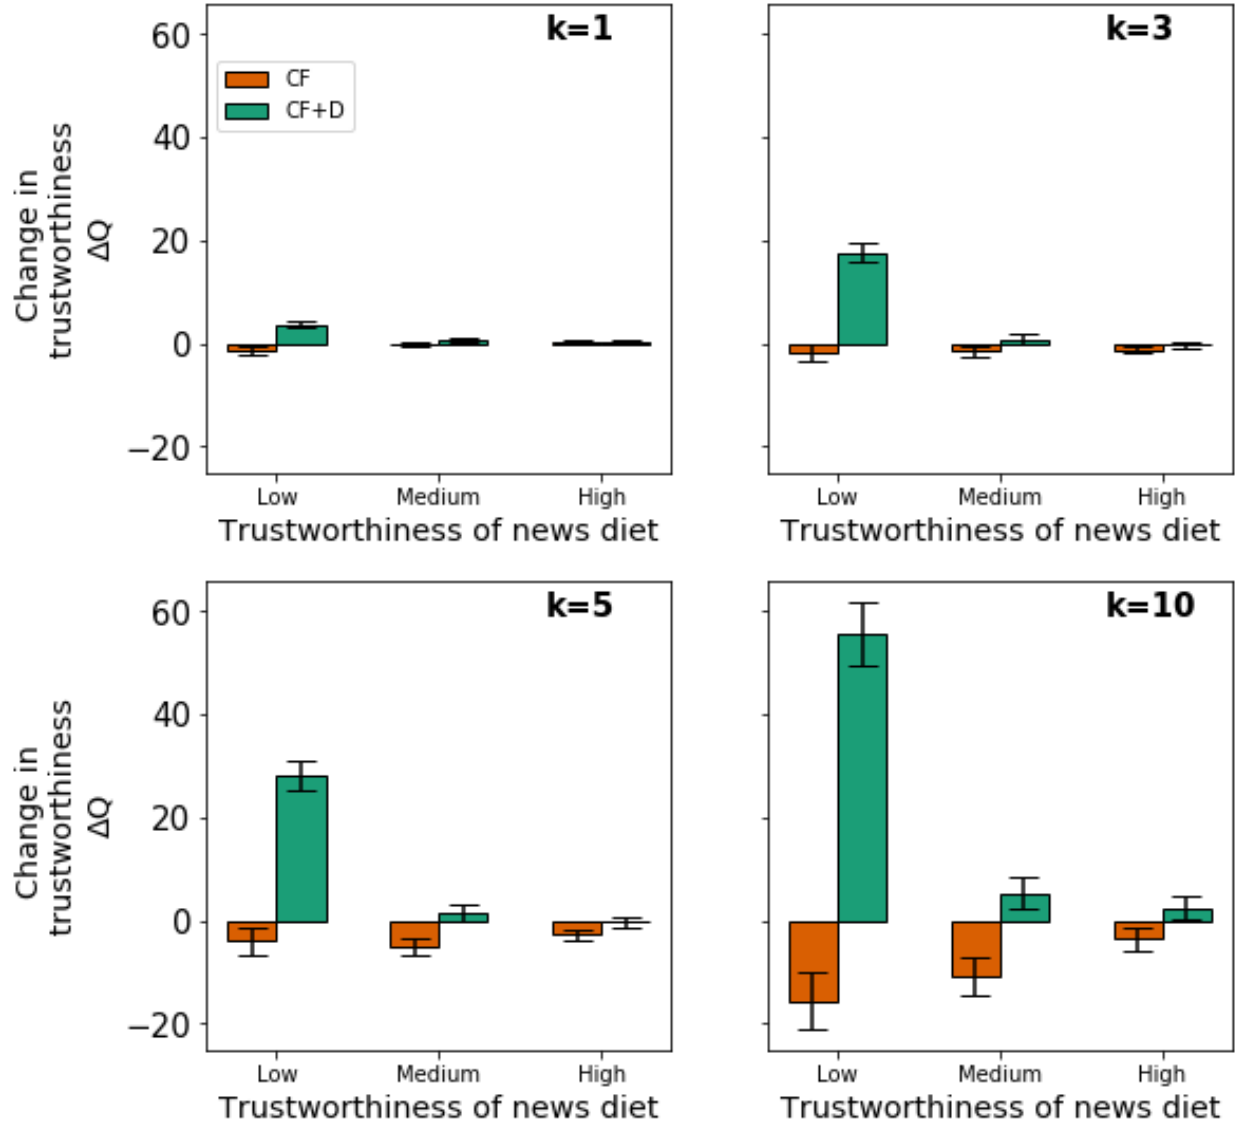 k=1
60
40
20
0
−20
CF
CF+D
Change in
trustworthiness
ΔQ
Low Medium High
Trustworthiness of news diet
k=3
Low Medium High
Trustworthiness of news diet
k=5
60
40
20
0
−20
Change in
trustworthiness
ΔQ
Low Medium High
Trustworthiness of news diet
k=10
Low Medium High
Trustworthiness of news diet